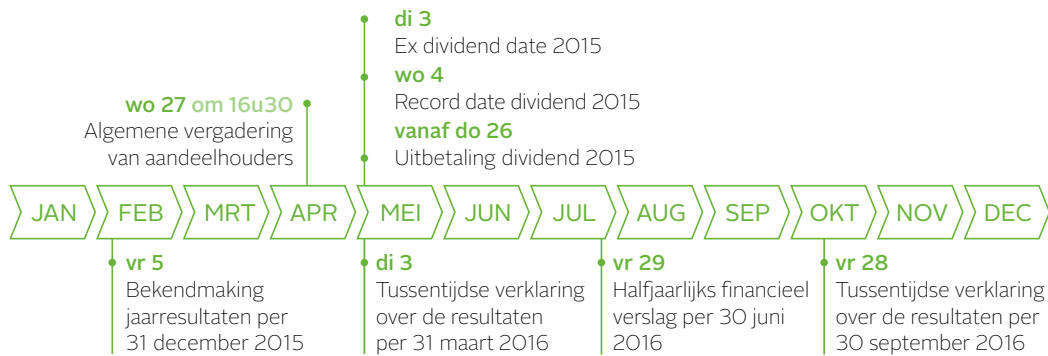 di 3
Ex dividend date 2015
wo 4
Record date dividend 2015
vanaf do 26
Uitbetaling dividend 2015
wo 27 om 16u30
Algemene vergadering
van aandeelhouders
JAN FEB MRT APR MEI JUN JUL AUG SEP OKT NOV DEC
vr 5
Bekendmaking
jaarresultaten per
31 december 2015
di 3
Tussentijdse verklaring
over de resultaten
per 31 maart 2016
vr 29
Halfjaarlijks financieel
verslag per 30 juni
2016
vr 28
Tussentijdse verklaring
over de resultaten per
30 september 2016